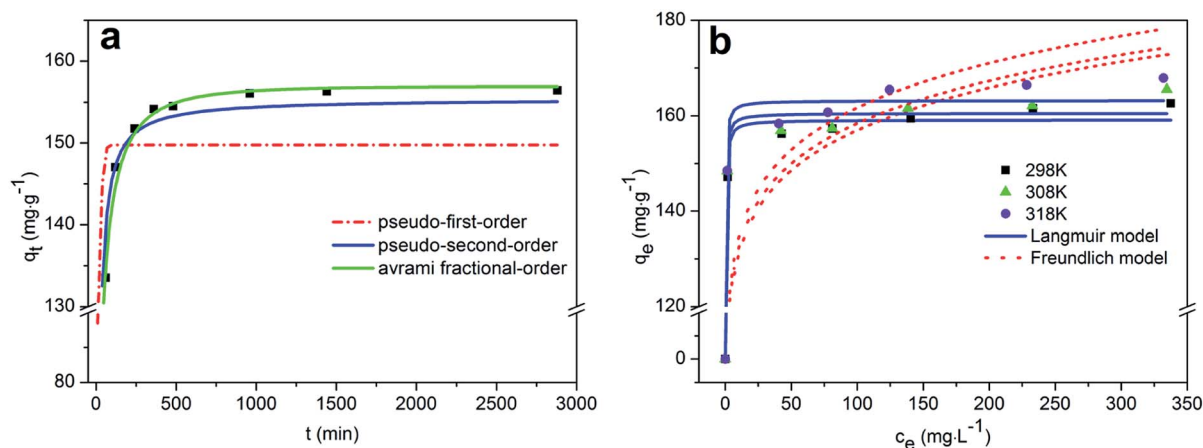 a
160
150
140
130
80
q_t (mg·g⁻¹)
pseudo-first-order
pseudo-second-order
avrami fractional-order
0 500 1000 1500 2000 2500 3000
t (min)
b
180
160
140
120
0
q_e (mg·g⁻¹)
298K
308K
318K
Langmuir model
Freundlich model
0 50 100 150 200 250 300 350
c_e (mg·L⁻¹)